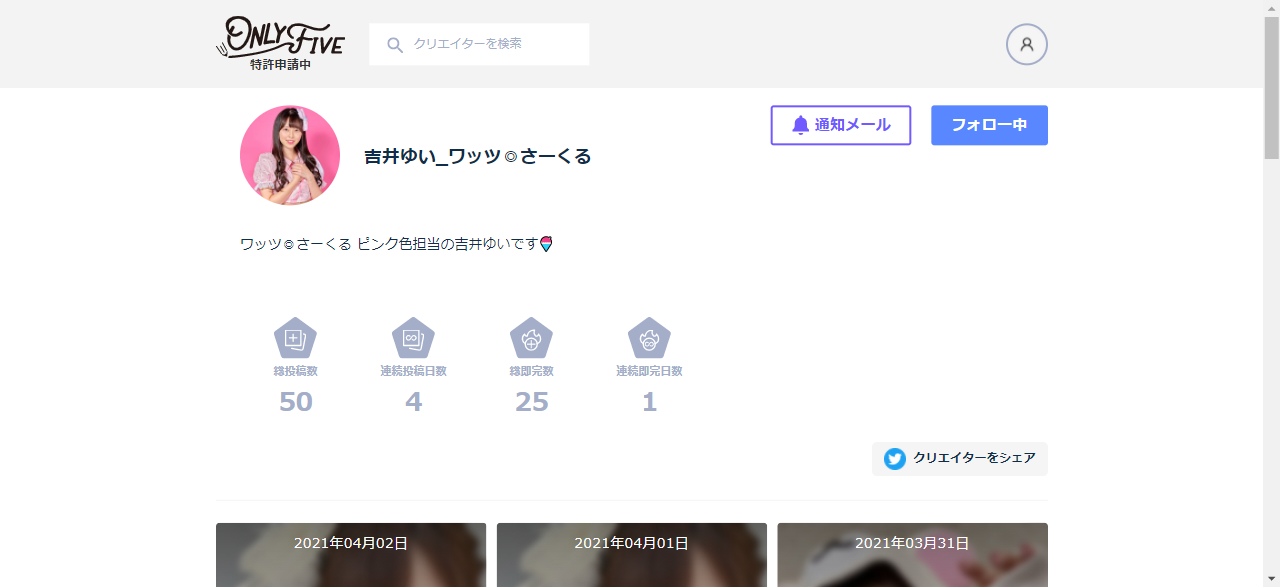 ONLY FIVE
特許申請中
クリエイターを検索
吉井ゆい_ワッツ◎さーくる
通知メール
フォロー中
ワッツ◎さーくる ピンク色担当の吉井ゆいです🍧
総投稿数
50
連続投稿日数
4
総即完数
25
連続即完日数
1
クリエイターをシェア
2021年04月02日
2021年04月01日
2021年03月31日